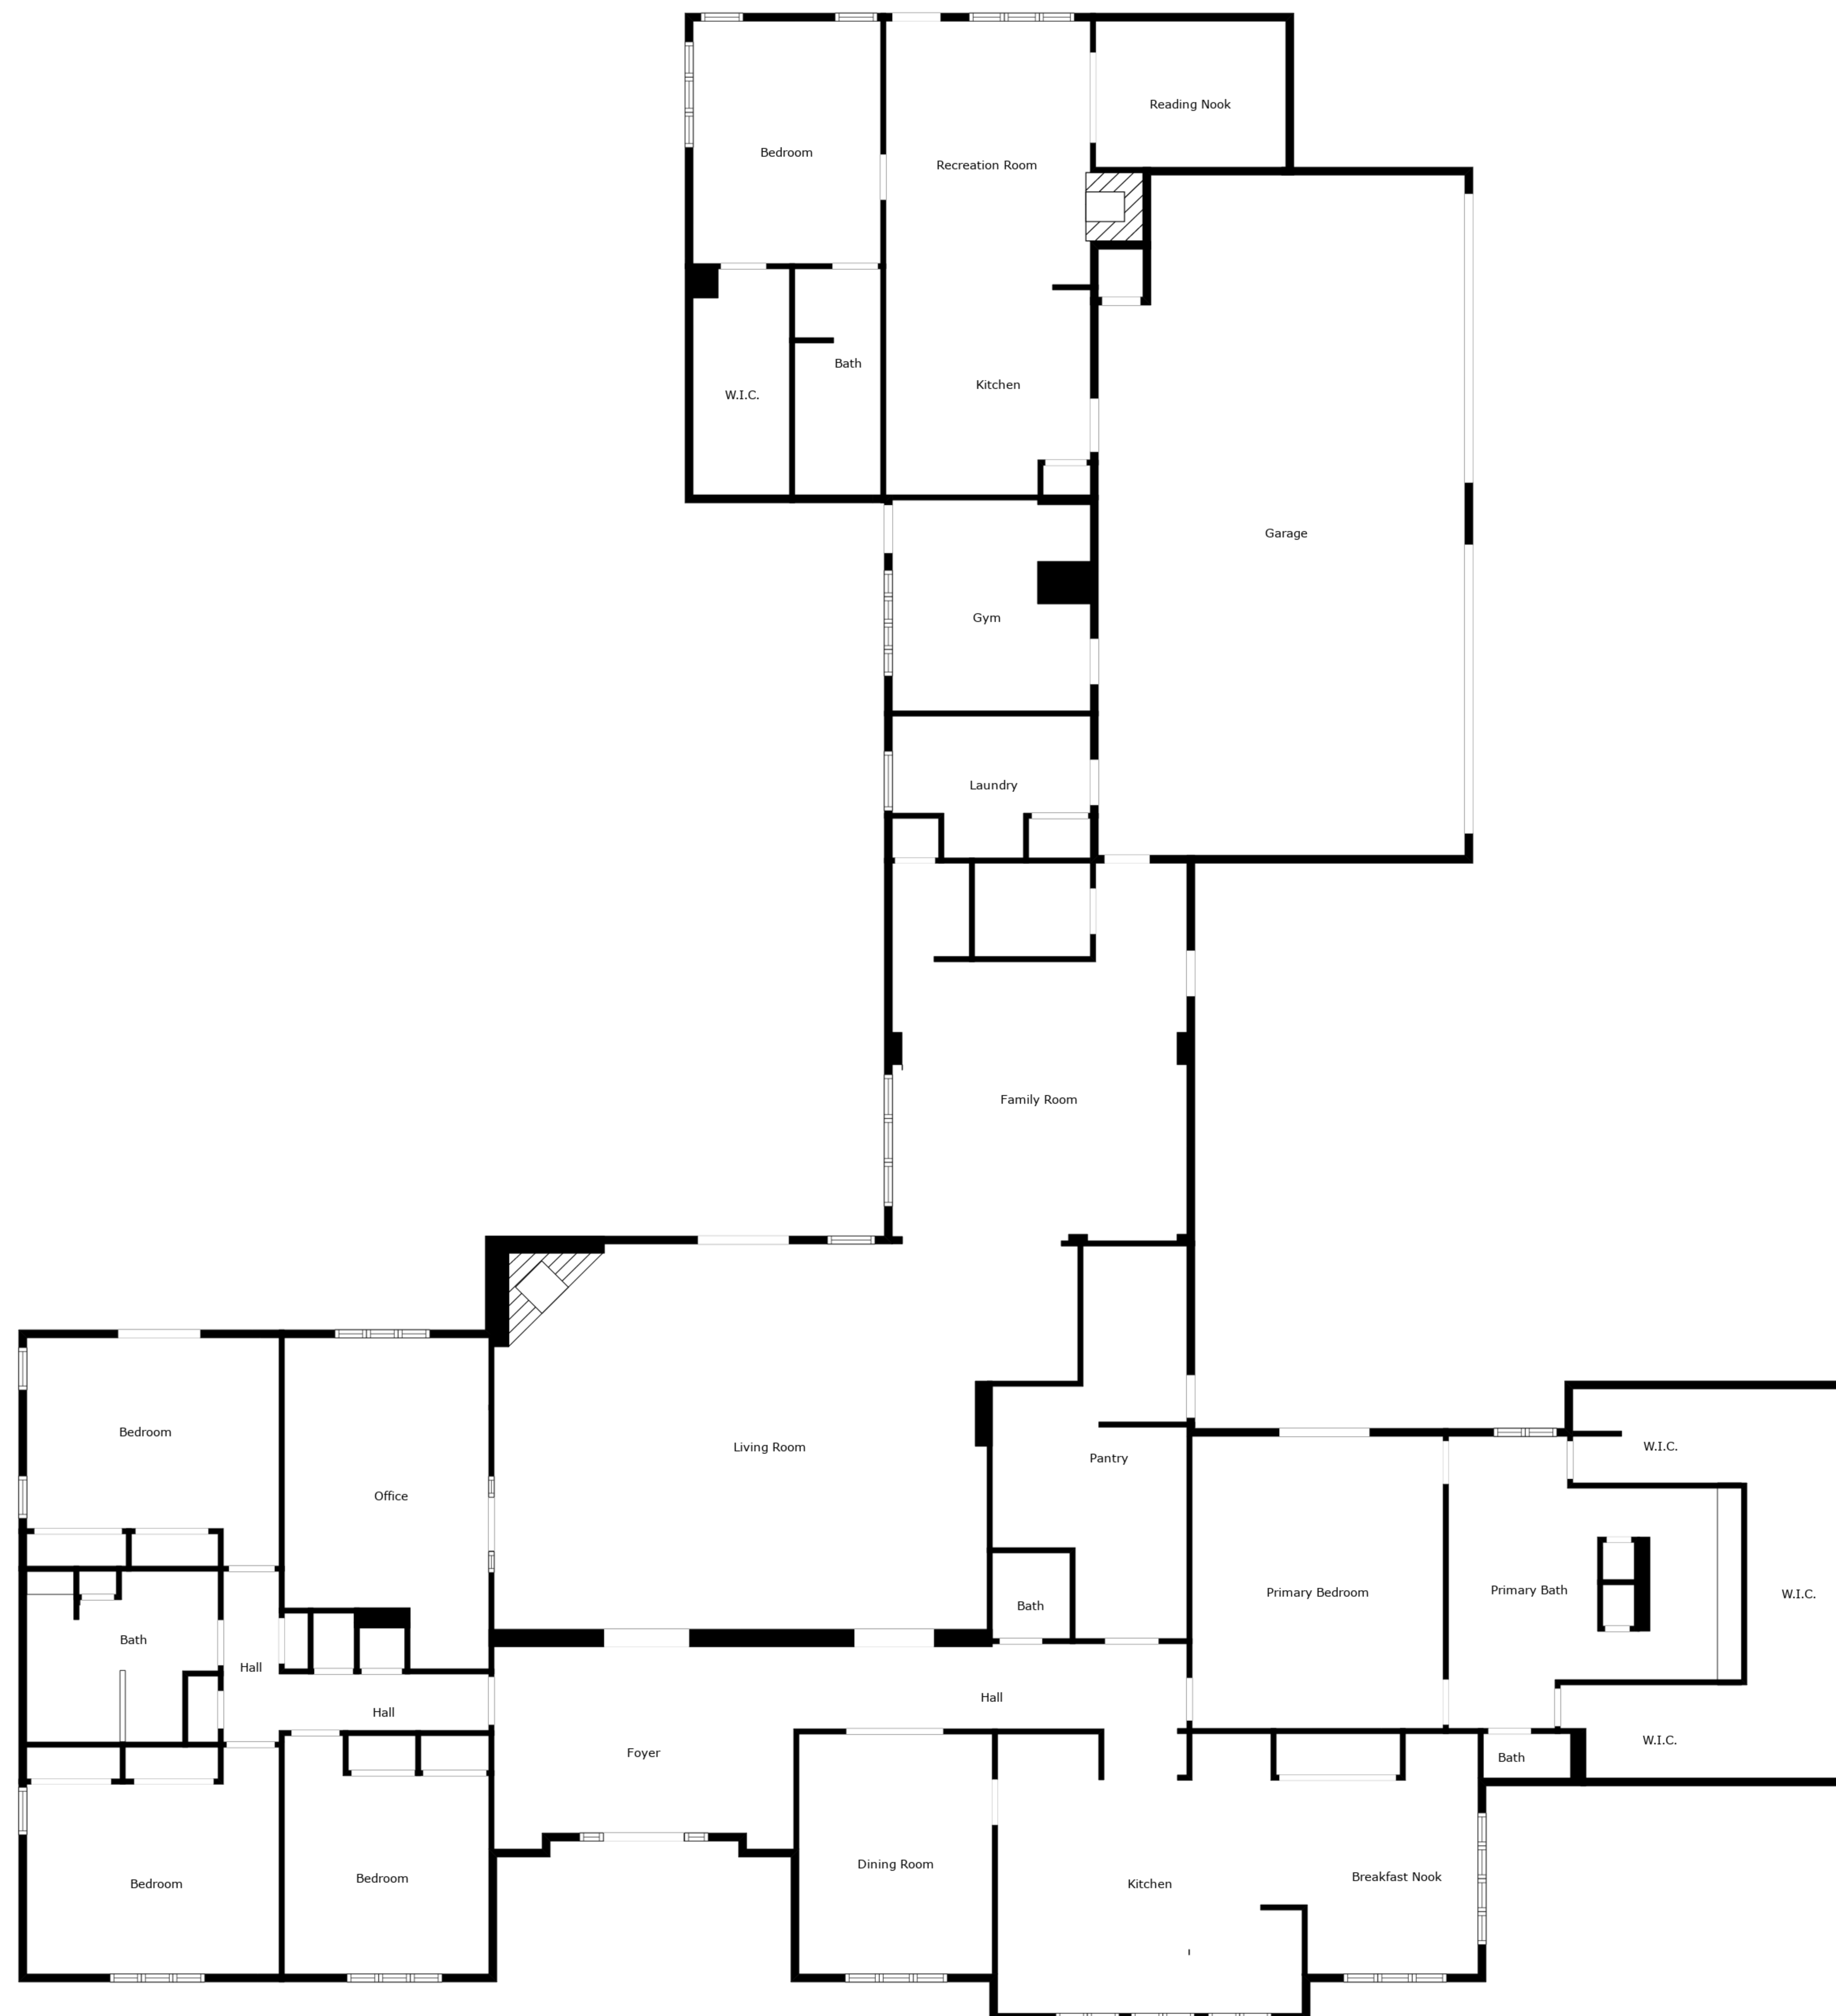 Reading Nook
Bedroom
Recreation Room
Bath
Kitchen
W.I.C.
Garage
Gym
Laundry
Family Room
Bedroom
Living Room
W.I.C.
Pantry
Office
Primary Bedroom
Primary Bath
W.I.C.
Bath
Bath
Hall
Hall
Hall
W.I.C.
Foyer
Bath
Dining Room
Breakfast Nook
Bedroom
Bedroom
Kitchen